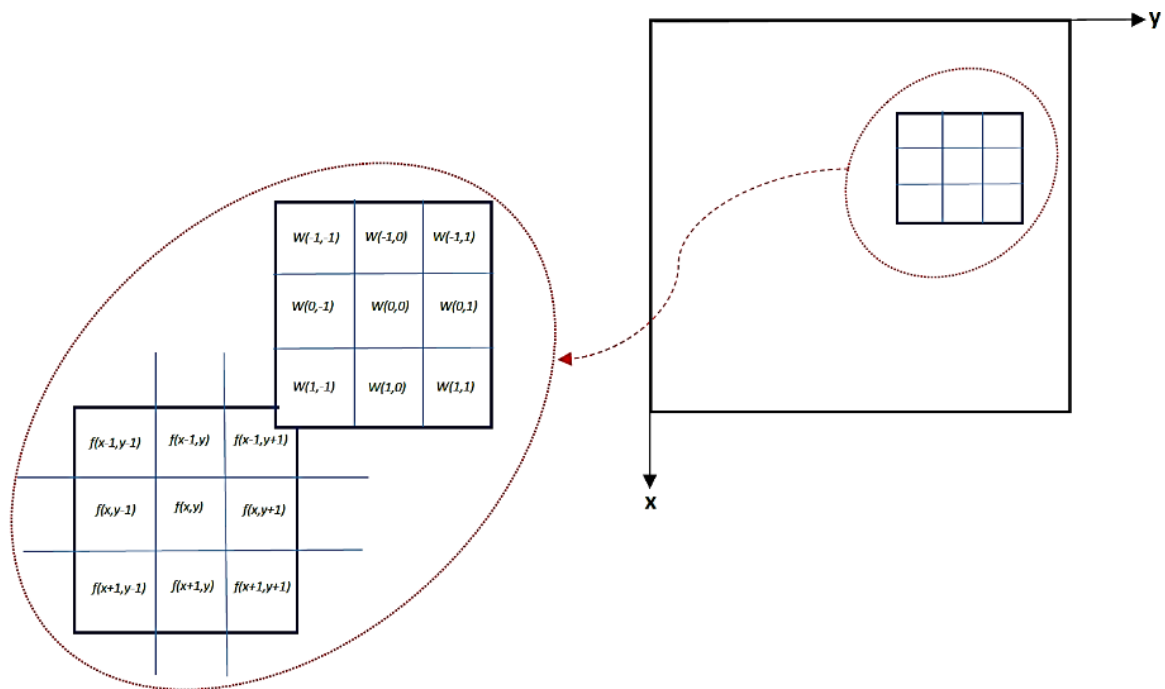 y
W(-1,-1) W(-1,0) W(-1,1)
W(0,-1) W(0,0) W(0,1)
W(1,-1) W(1,0) W(1,1)
f(x-1,y-1) f(x-1,y) f(x-1,y+1)
f(x,y-1) f(x,y) f(x,y+1)
f(x+1,y-1) f(x+1,y) f(x+1,y+1)
x